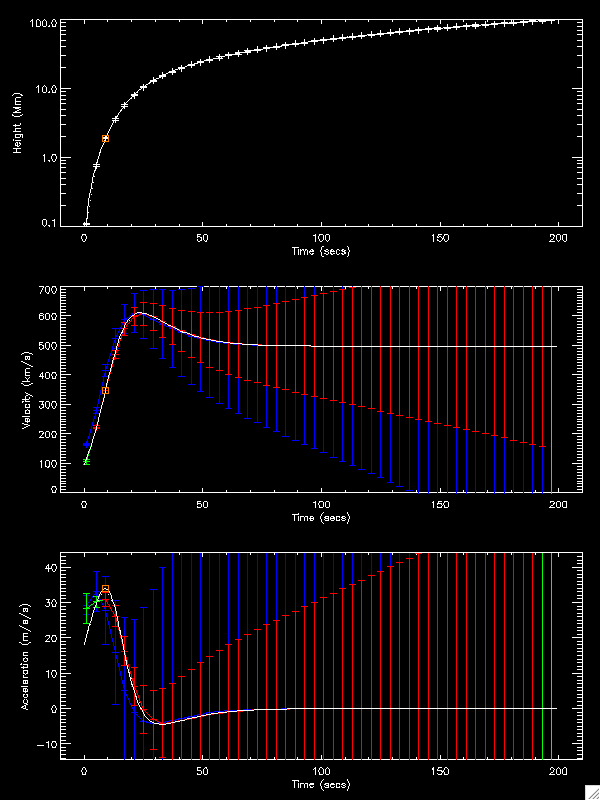 100.0
10.0
1.0
0.1
Height (Mm)
0 50 100 150 200
Time (secs)
700
600
500
400
300
200
100
0
Velocity (km/s)
0 50 100 150 200
Time (secs)
40
30
20
10
0
-10
Acceleration (m/s/s)
0 50 100 150 200
Time (secs)